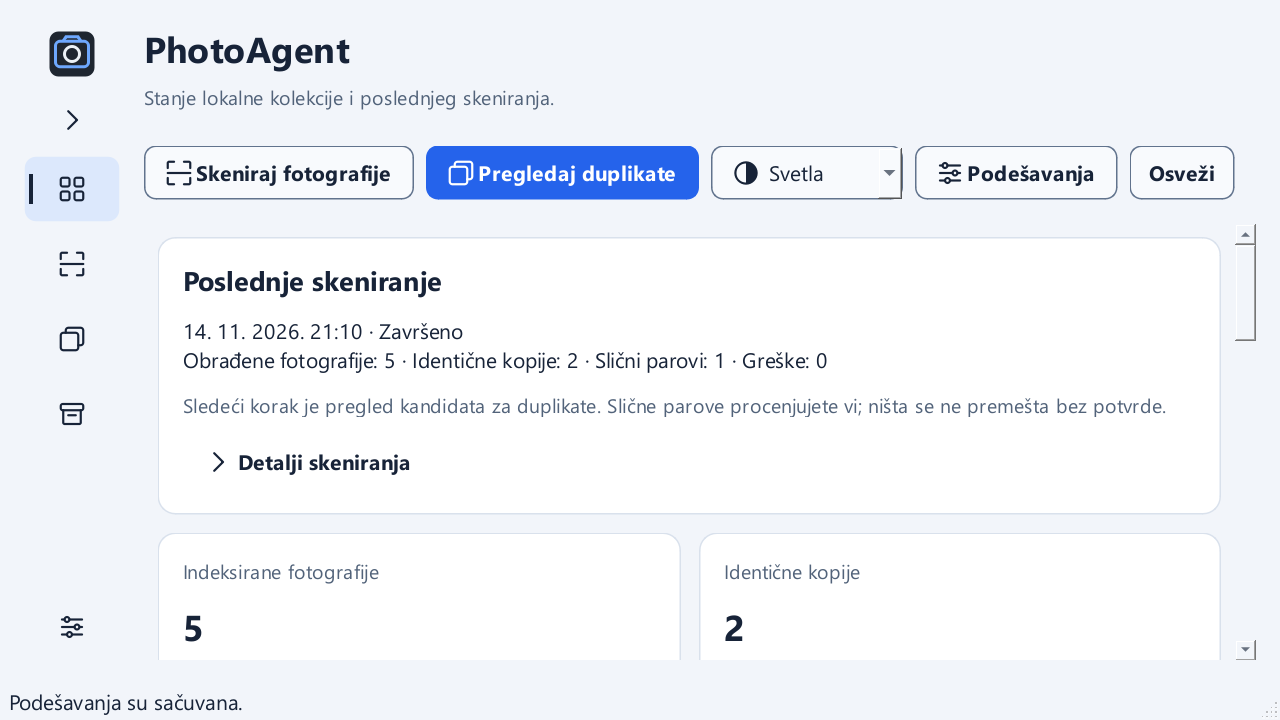 PhotoAgent
Stanje lokalne kolekcije i poslednjeg skeniranja.
Skeniraj fotografije
Pregledaj duplikate
Svetla
Podešavanja
Osveži
Poslednje skeniranje
14. 11. 2026. 21:10 · Završeno
Obrađene fotografije: 5 · Identične kopije: 2 · Slični parovi: 1 · Greške: 0
Sledeći korak je pregled kandidata za duplikate. Slične parove procenjujete vi; ništa se ne premešta bez potvrde.
Detalji skeniranja
Indeksirane fotografije
5
Identične kopije
2
Podešavanja su sačuvana.